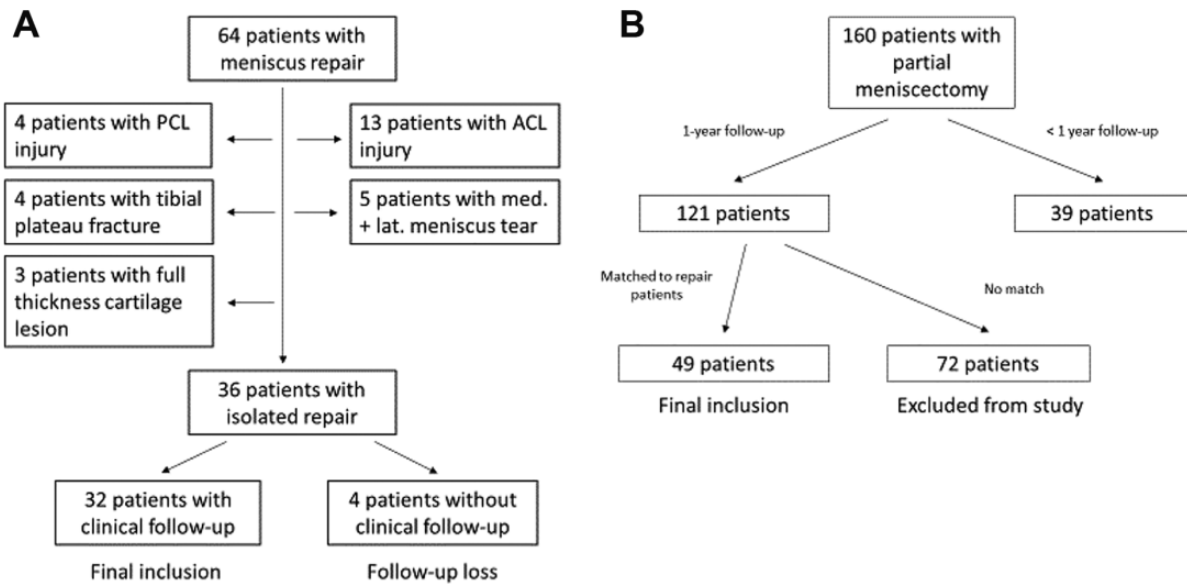 A
64 patients with
meniscus repair
4 patients with PCL
injury
13 patients with ACL
injury
4 patients with tibial
plateau fracture
5 patients with med.
+ lat. meniscus tear
3 patients with full
thickness cartilage
lesion
36 patients with
isolated repair
32 patients with
clinical follow-up
4 patients without
clinical follow-up
Final inclusion
Follow-up loss
B
160 patients with
partial
meniscectomy
1-year follow-up
< 1 year follow-up
121 patients
39 patients
Matched to repair
patients
No match
49 patients
72 patients
Final inclusion
Excluded from study